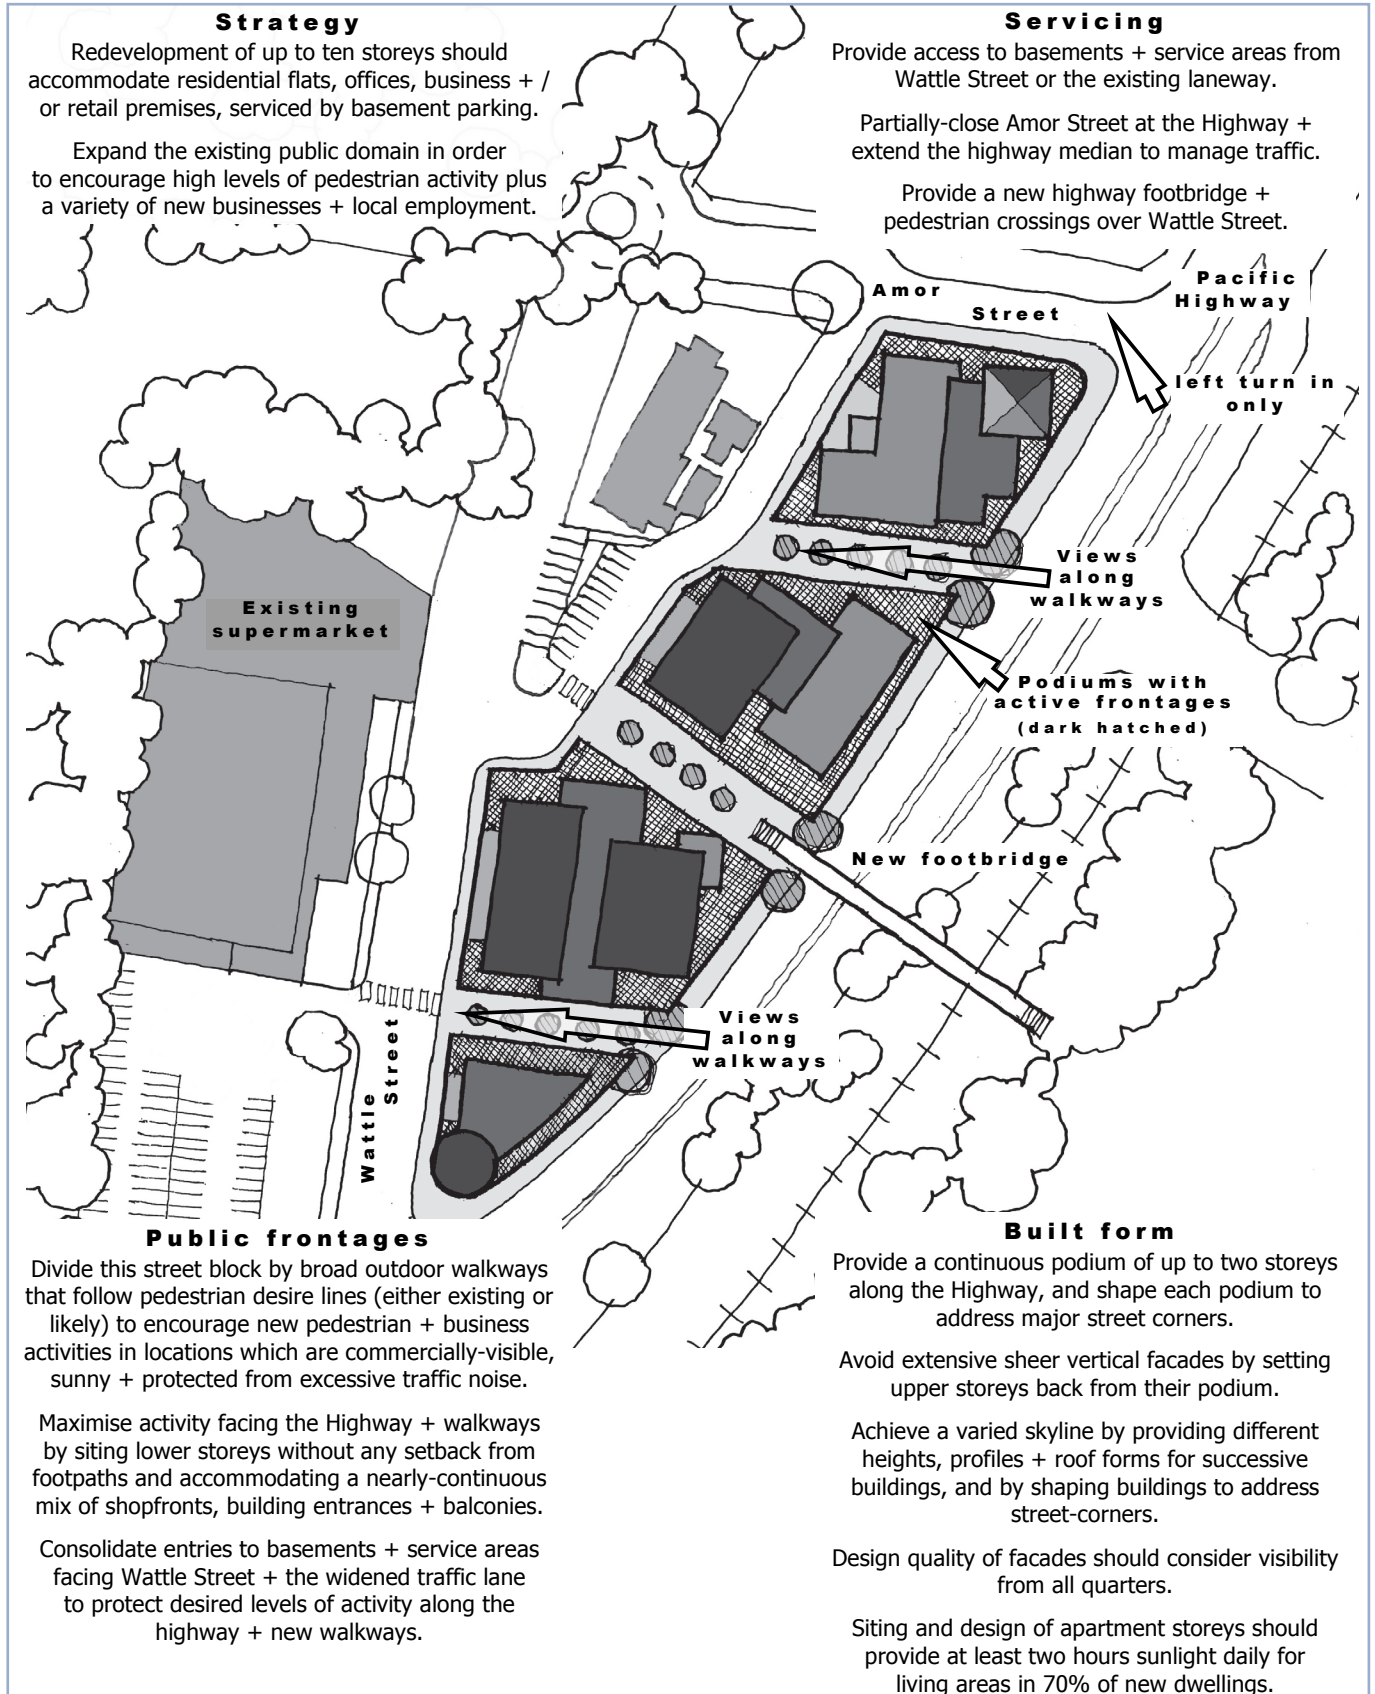 Strategy
Redevelopment of up to ten storeys should
accommodate residential flats, offices, business + /
or retail premises, serviced by basement parking.
Expand the existing public domain in order
to encourage high levels of pedestrian activity plus
a variety of new businesses + local employment.
Servicing
Provide access to basements + service areas from
Wattle Street or the existing laneway.
Partially-close Amor Street at the Highway +
extend the highway median to manage traffic.
Provide a new highway footbridge +
pedestrian crossings over Wattle Street.
Pacific
Highway
Amor
Street
left turn in
only
Views
along
walkways
Existing
supermarket
Podiums with
active frontages
(dark hatched)
New footbridge
Views
along
walkways
Wattle
Street
Public frontages
Divide this street block by broad outdoor walkways
that follow pedestrian desire lines (either existing or
likely) to encourage new pedestrian + business
activities in locations which are commercially-visible,
sunny + protected from excessive traffic noise.
Maximise activity facing the Highway + walkways
by siting lower storeys without any setback from
footpaths and accommodating a nearly-continuous
mix of shopfronts, building entrances + balconies.
Consolidate entries to basements + service areas
facing Wattle Street + the widened traffic lane
to protect desired levels of activity along the
highway + new walkways.
Built form
Provide a continuous podium of up to two storeys
along the Highway, and shape each podium to
address major street corners.
Avoid extensive sheer vertical facades by setting
upper storeys back from their podium.
Achieve a varied skyline by providing different
heights, profiles + roof forms for successive
buildings, and by shaping buildings to address
street-corners.
Design quality of facades should consider visibility
from all quarters.
Siting and design of apartment storeys should
provide at least two hours sunlight daily for
living areas in 70% of new dwellings.